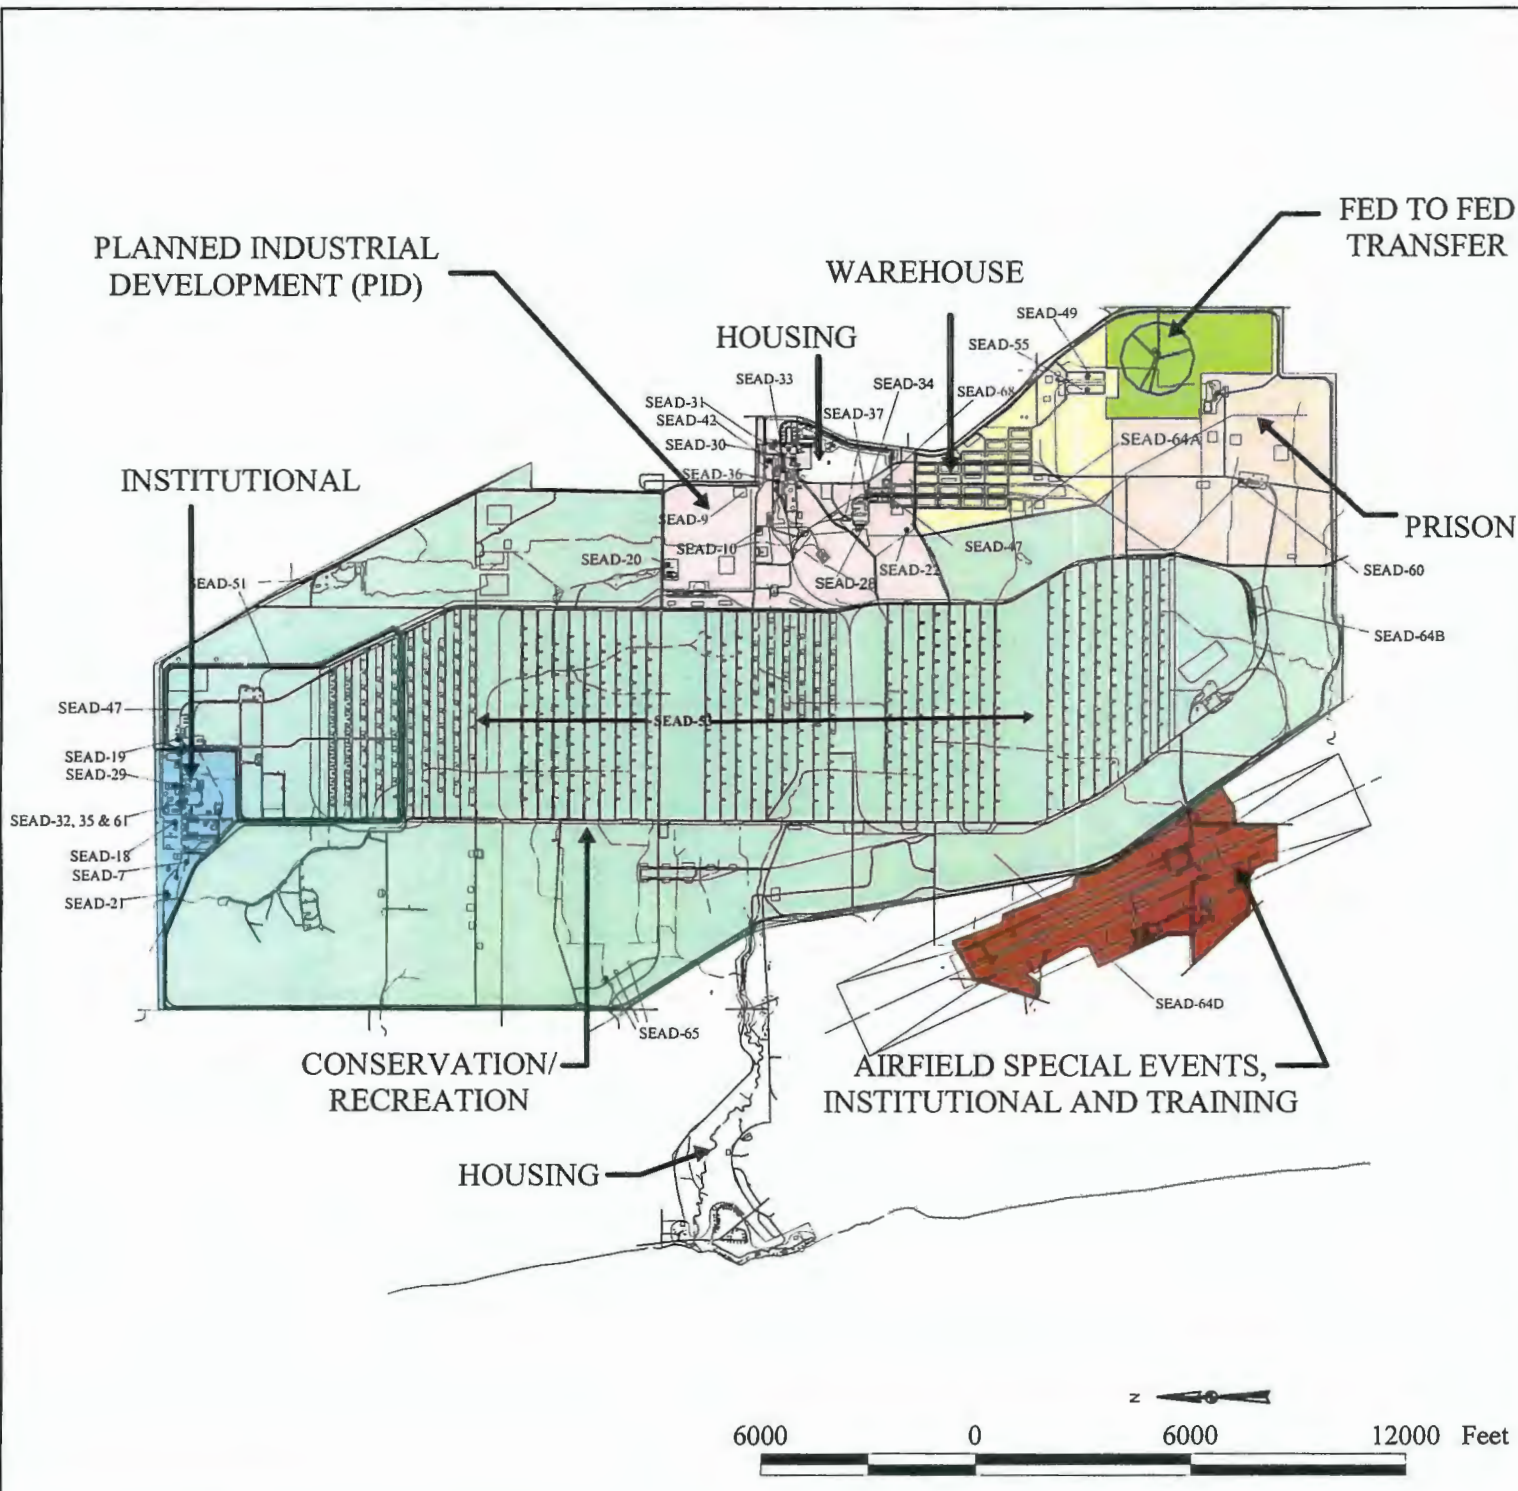 FED TO FED
TRANSFER
PLANNED INDUSTRIAL
DEVELOPMENT (PID)
WAREHOUSE
SEAD-49
HOUSING
SEAD-55
SEAD-33
SEAD-34
SEAD-68
SEAD-31
SEAD-37
SEAD-42
SEAD-30
SEAD-64A
SEAD-36
INSTITUTIONAL
SEAD-9
PRISON
SEAD-10
SEAD-47
SEAD-20
SEAD-28
SEAD-22
SEAD-60
SEAD-51
SEAD-64B
SEAD-47
SEAD-53
SEAD-19
SEAD-29
SEAD-32, 35 & 61
SEAD-18
SEAD-7
SEAD-21
SEAD-64D
SEAD-65
CONSERVATION/
RECREATION
AIRFIELD SPECIAL EVENTS,
INSTITUTIONAL AND TRAINING
HOUSING
N
6000 0 6000 12000 Feet